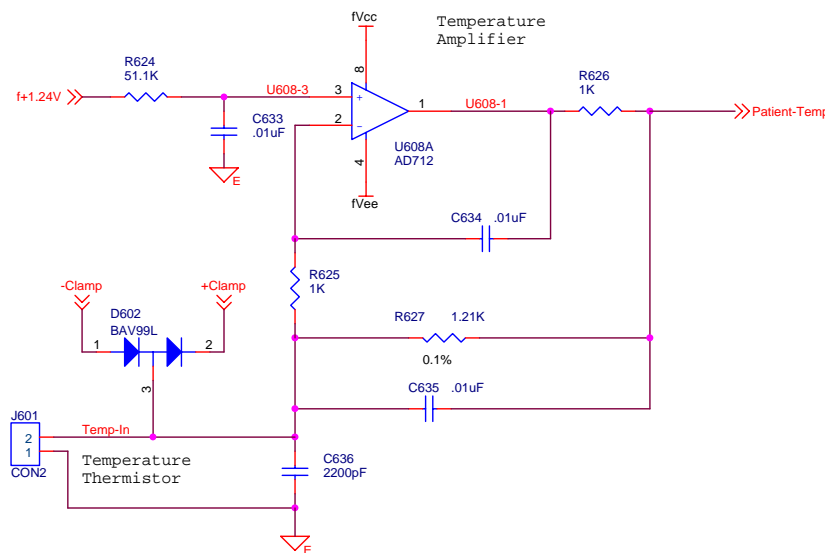 fVcc
Temperature
Amplifier
R624
51.1K
8
R626
1K
f+1.24V
U608-3
3
+
1
U608-1
Patient-Temp
C633
.01uF
2
−
U608A
AD712
4
E
fVee
C634 .01uF
R625
1K
-Clamp
+Clamp
D602
BAV99L
R627 1.21K
1
2
0.1%
3
C635 .01uF
J601
Temp-In
2
1
CON2
Temperature
Thermistor
C636
2200pF
E